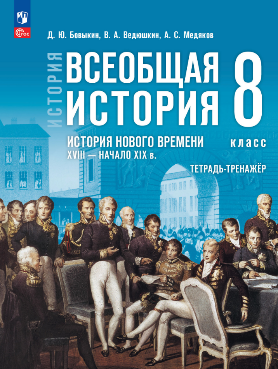 Д. Ю. Бовыкин, В. А. Ведюшкин, А. С. Медяков
ИСТОРИЯ
ВСЕОБЩАЯ
ИСТОРИЯ
8
класс
ИСТОРИЯ НОВОГО ВРЕМЕНИ
XVIII — НАЧАЛО XIX в.
ТЕТРАДЬ-ТРЕНАЖЁР